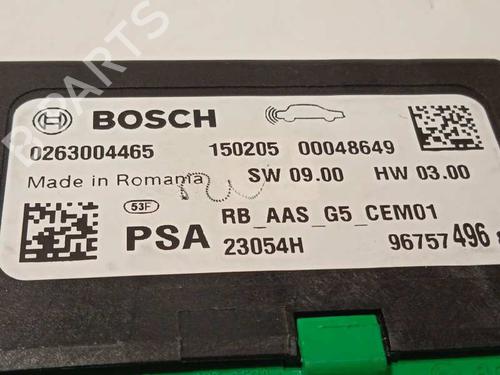 BOSCH
0263004465 150205 00048649
Made in Romania SW 09.00 HW 03.00
53F
RB_AAS_G5_CEM01
PSA 23054H 96757496